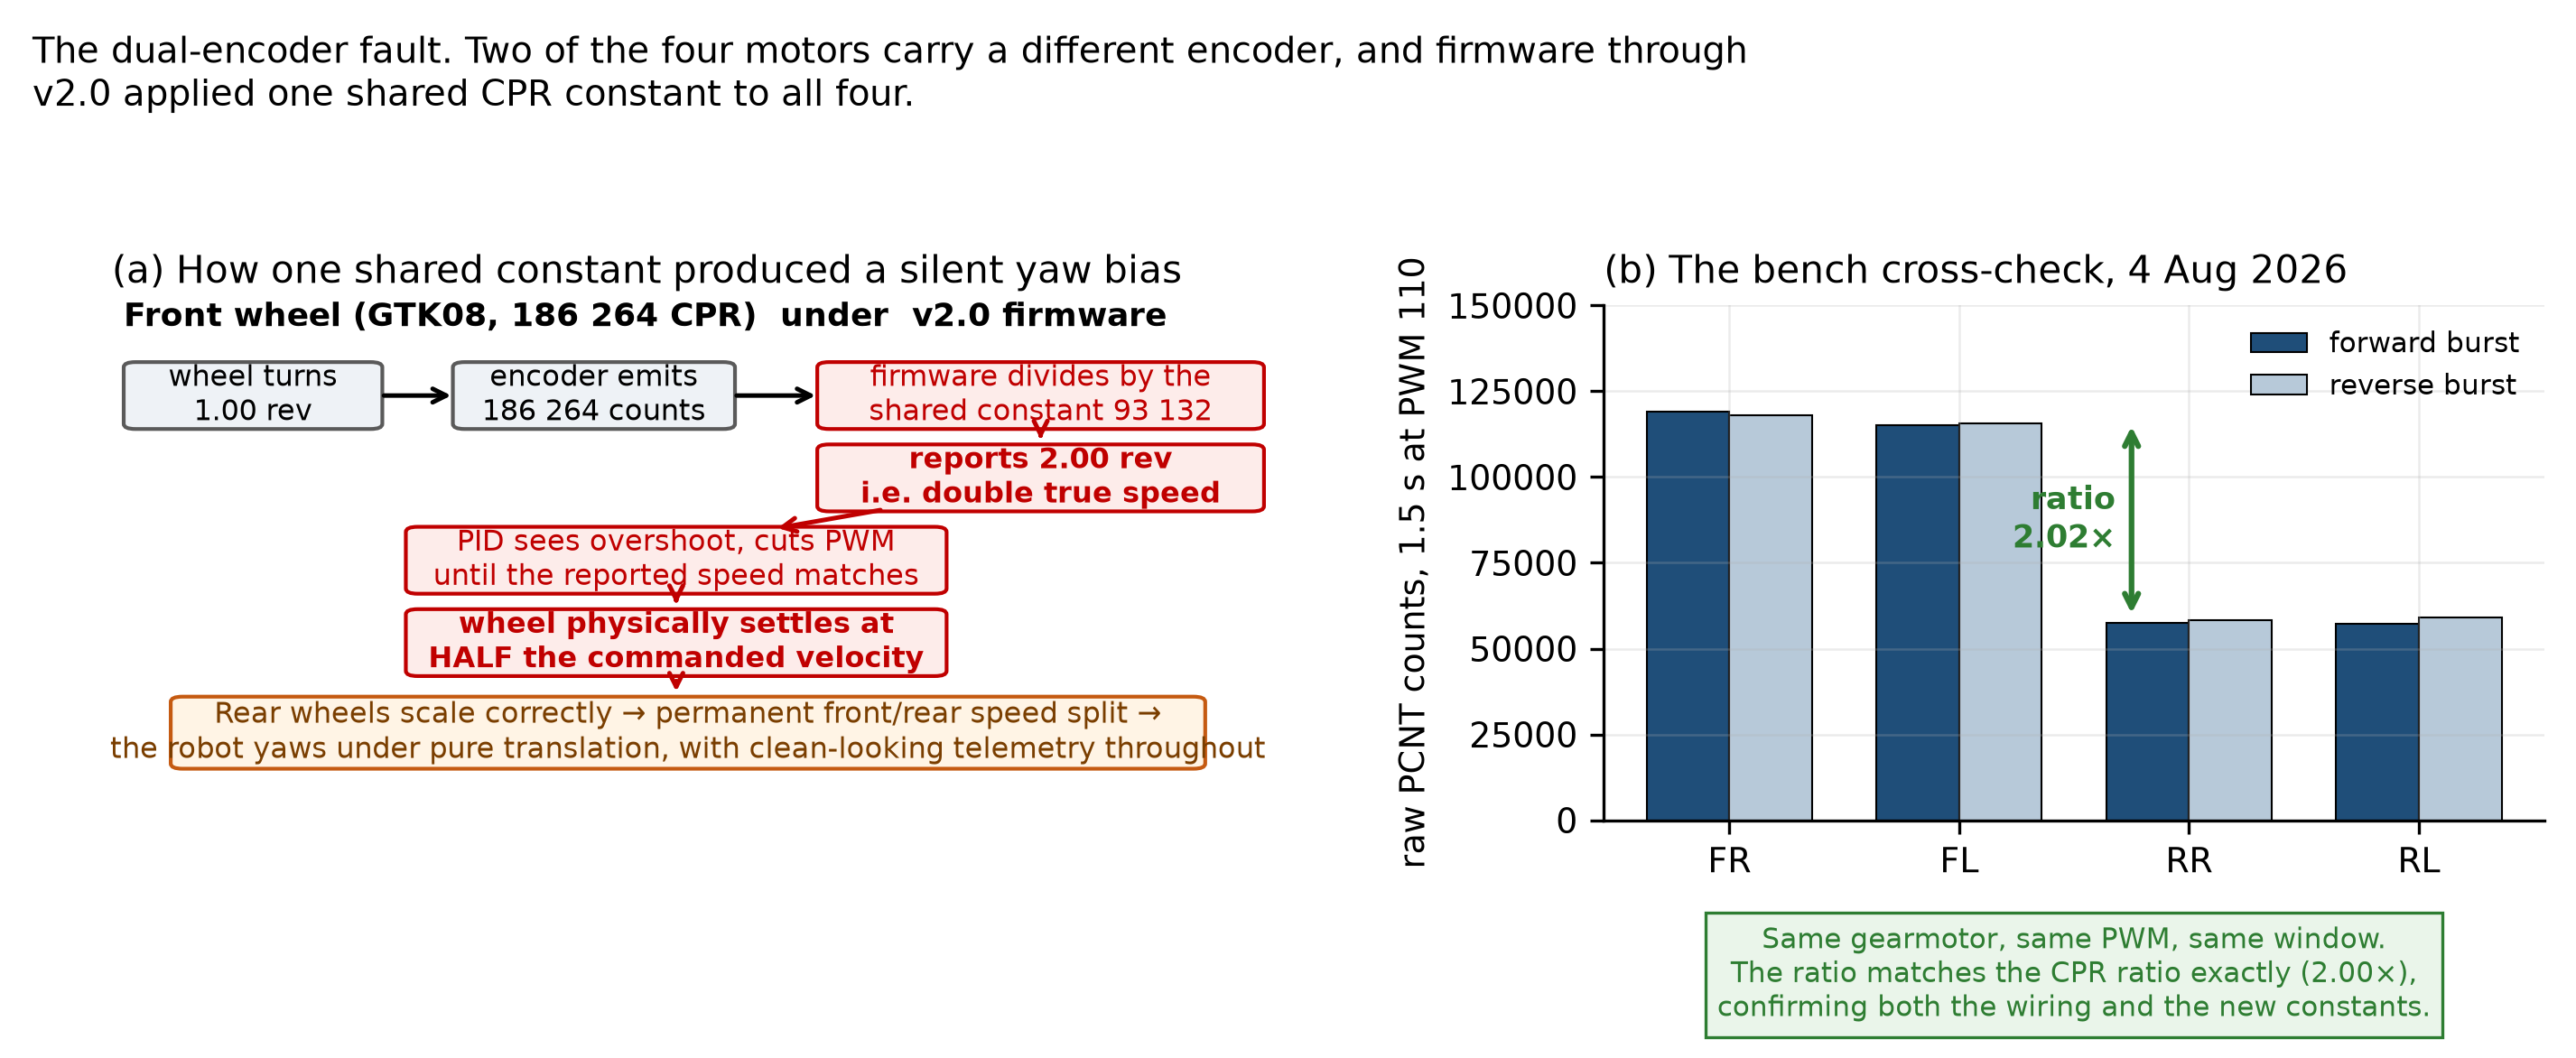 The dual-encoder fault. Two of the four motors carry a different encoder, and firmware through
v2.0 applied one shared CPR constant to all four.
(a) How one shared constant produced a silent yaw bias
Front wheel (GTK08, 186 264 CPR)  under  v2.0 firmware
wheel turns
1.00 rev
encoder emits
186 264 counts
firmware divides by the
shared constant 93 132
reports 2.00 rev
i.e. double true speed
PID sees overshoot, cuts PWM
until the reported speed matches
wheel physically settles at
HALF the commanded velocity
Rear wheels scale correctly → permanent front/rear speed split →
the robot yaws under pure translation, with clean-looking telemetry throughout
(b) The bench cross-check, 4 Aug 2026
raw PCNT counts, 1.5 s at PWM 110
150000
125000
100000
75000
50000
25000
0
forward burst
reverse burst
ratio
2.02×
FR
FL
RR
RL
Same gearmotor, same PWM, same window.
The ratio matches the CPR ratio exactly (2.00×),
confirming both the wiring and the new constants.